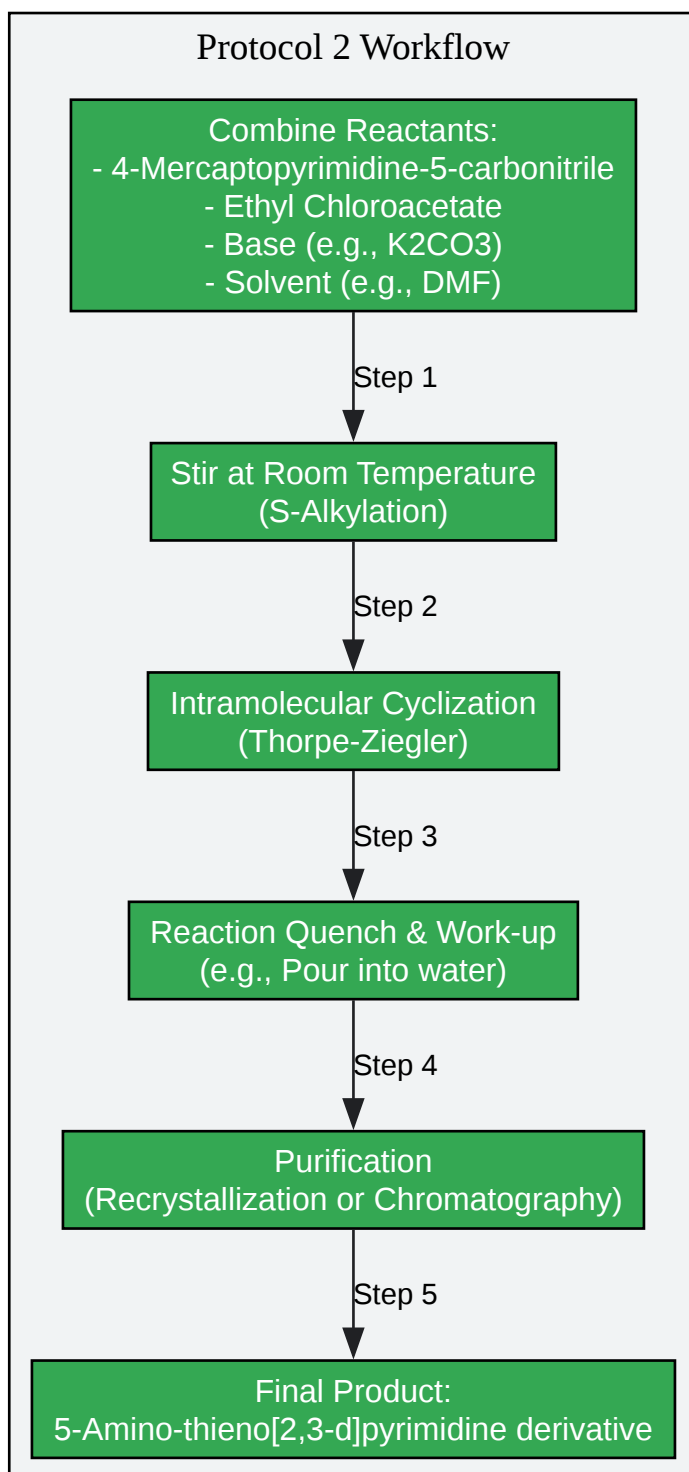 Protocol 2 Workflow
Combine Reactants:
- 4-Mercaptopyrimidine-5-carbonitrile
- Ethyl Chloroacetate
- Base (e.g., K2CO3)
- Solvent (e.g., DMF)
Step 1
Stir at Room Temperature
(S-Alkylation)
Step 2
Intramolecular Cyclization
(Thorpe-Ziegler)
Step 3
Reaction Quench & Work-up
(e.g., Pour into water)
Step 4
Purification
(Recrystallization or Chromatography)
Step 5
Final Product:
5-Amino-thieno[2,3-d]pyrimidine derivative